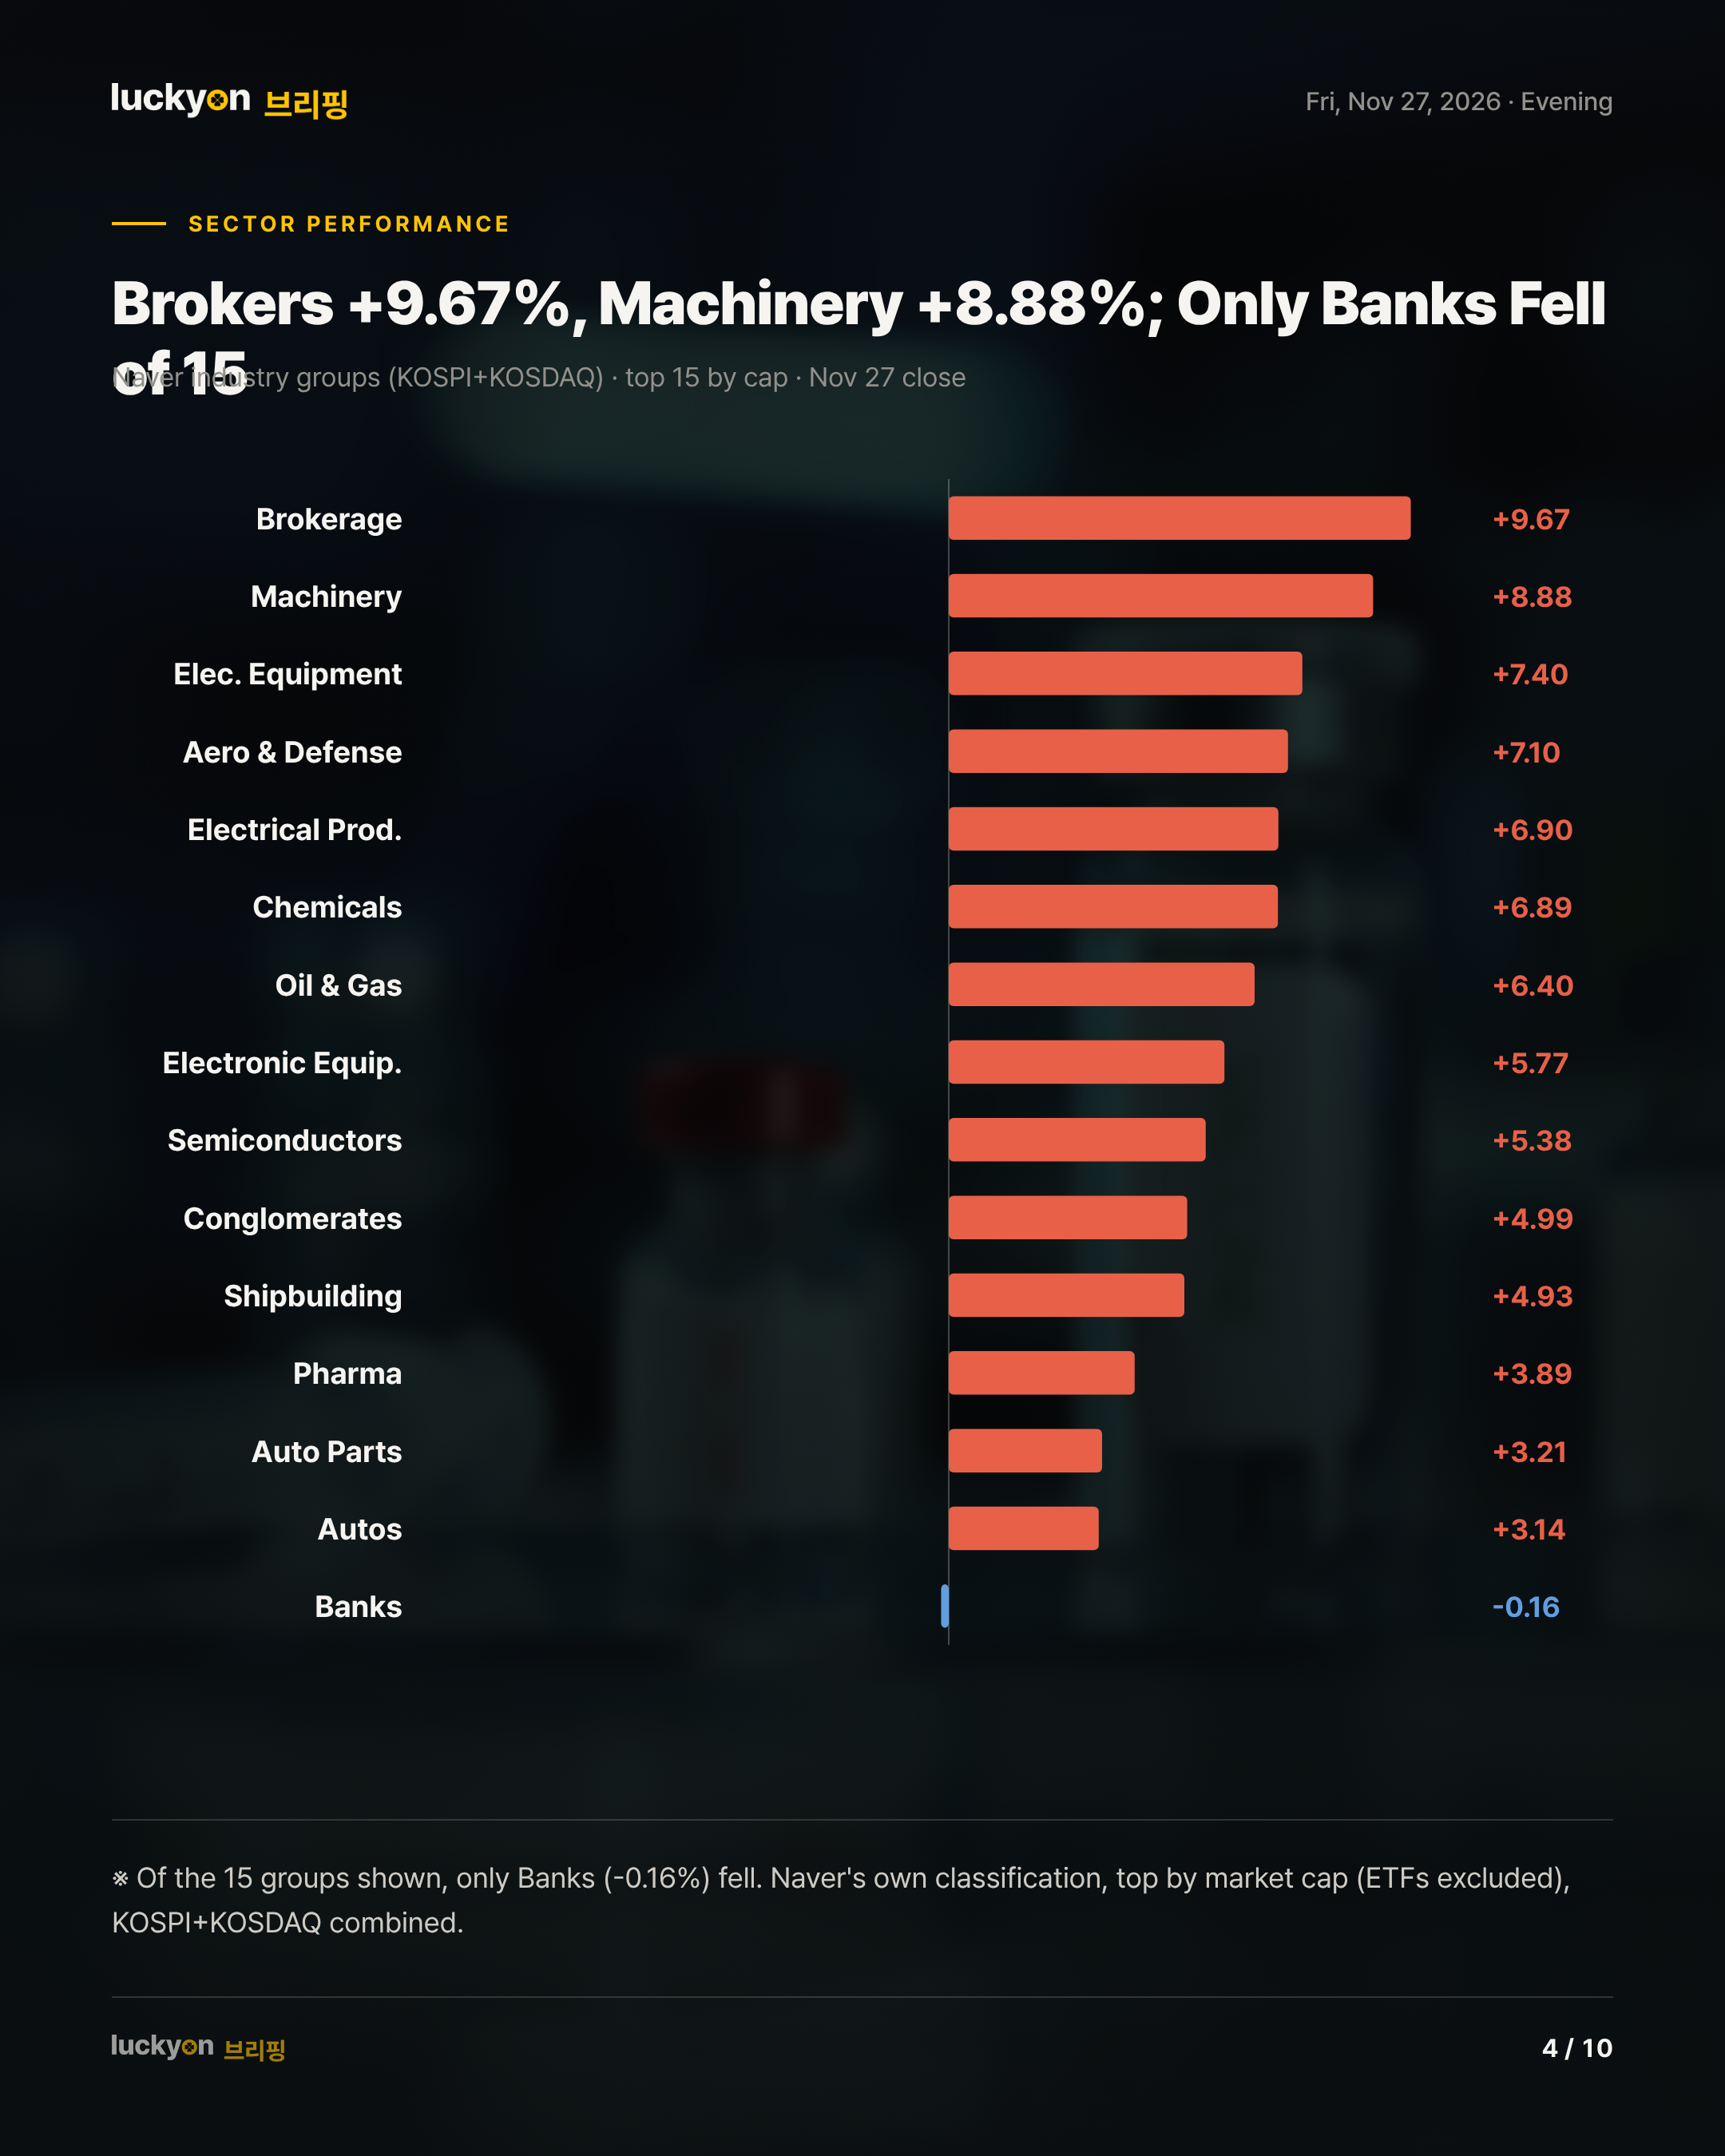 luckyon 브리핑
Fri, Nov 27, 2026 · Evening
SECTOR PERFORMANCE
Brokers +9.67%, Machinery +8.88%; Only Banks Fell
of 15
Naver industry groups (KOSPI+KOSDAQ) · top 15 by cap · Nov 27 close
Brokerage +9.67
Machinery +8.88
Elec. Equipment +7.40
Aero & Defense +7.10
Electrical Prod. +6.90
Chemicals +6.89
Oil & Gas +6.40
Electronic Equip. +5.77
Semiconductors +5.38
Conglomerates +4.99
Shipbuilding +4.93
Pharma +3.89
Auto Parts +3.21
Autos +3.14
Banks -0.16
※ Of the 15 groups shown, only Banks (-0.16%) fell. Naver's own classification, top by market cap (ETFs excluded),
KOSPI+KOSDAQ combined.
luckyon 브리핑
4 / 10